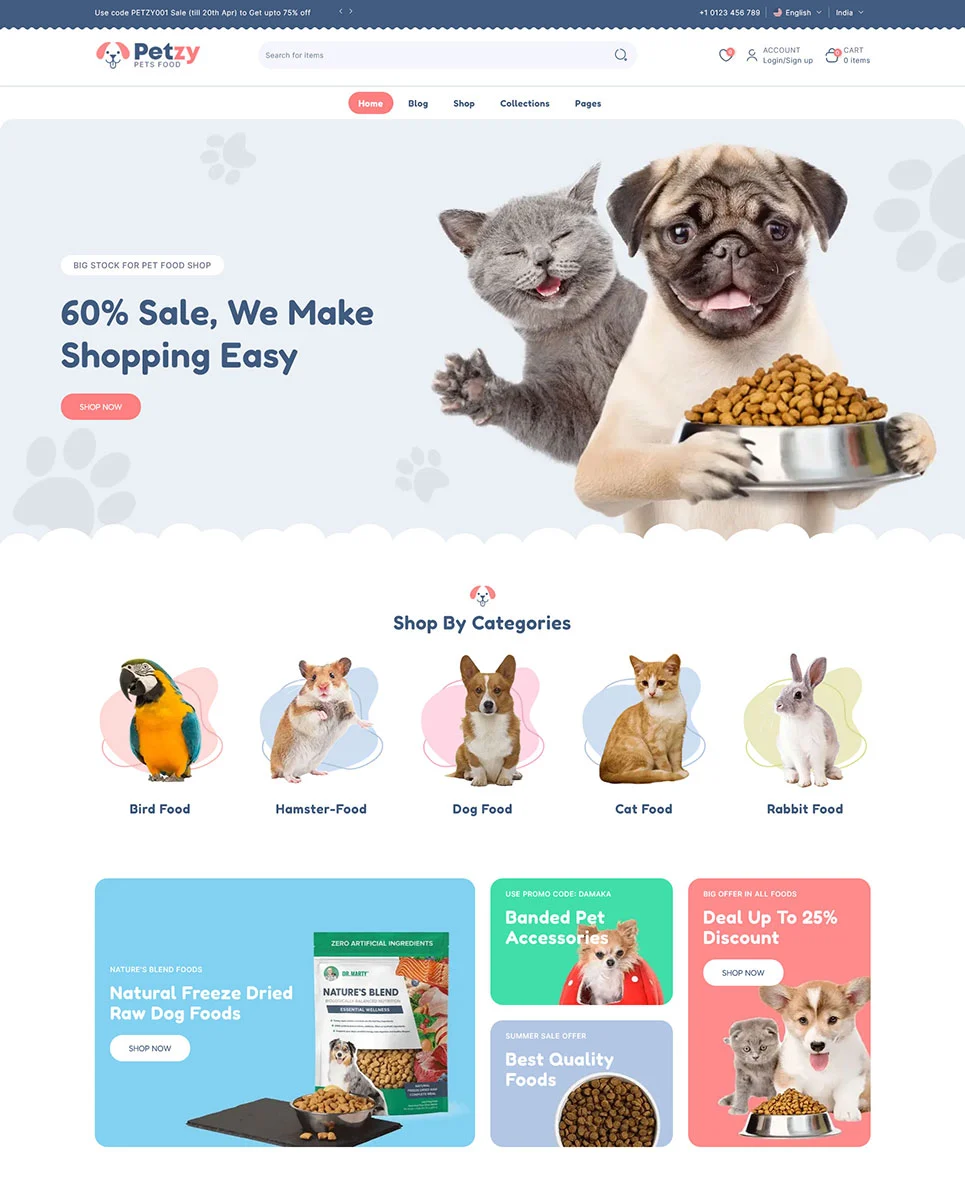 Use code PETZY001 Sale (till 20th Apr) to Get upto 75% off
+1 0123 456 789
English
India
Petzy
PETS FOOD
Search for items
0
ACCOUNT
Login/Sign up
0
CART
0 items
Home
Blog
Shop
Collections
Pages
BIG STOCK FOR PET FOOD SHOP
60% Sale, We Make
Shopping Easy
SHOP NOW
Shop By Categories
Bird Food
Hamster-Food
Dog Food
Cat Food
Rabbit Food
NATURE'S BLEND FOODS
Natural Freeze Dried
Raw Dog Foods
SHOP NOW
ZERO ARTIFICIAL INGREDIENTS
DR. MARTY
NATURE'S BLEND
BIOLOGICALLY-BALANCED NUTRITION
ESSENTIAL WELLNESS
USE PROMO CODE: DAMAKA
Banded Pet
Accessories
SUMMER SALE OFFER
Best Quality
Foods
BIG OFFER IN ALL FOODS
Deal Up To 25%
Discount
SHOP NOW